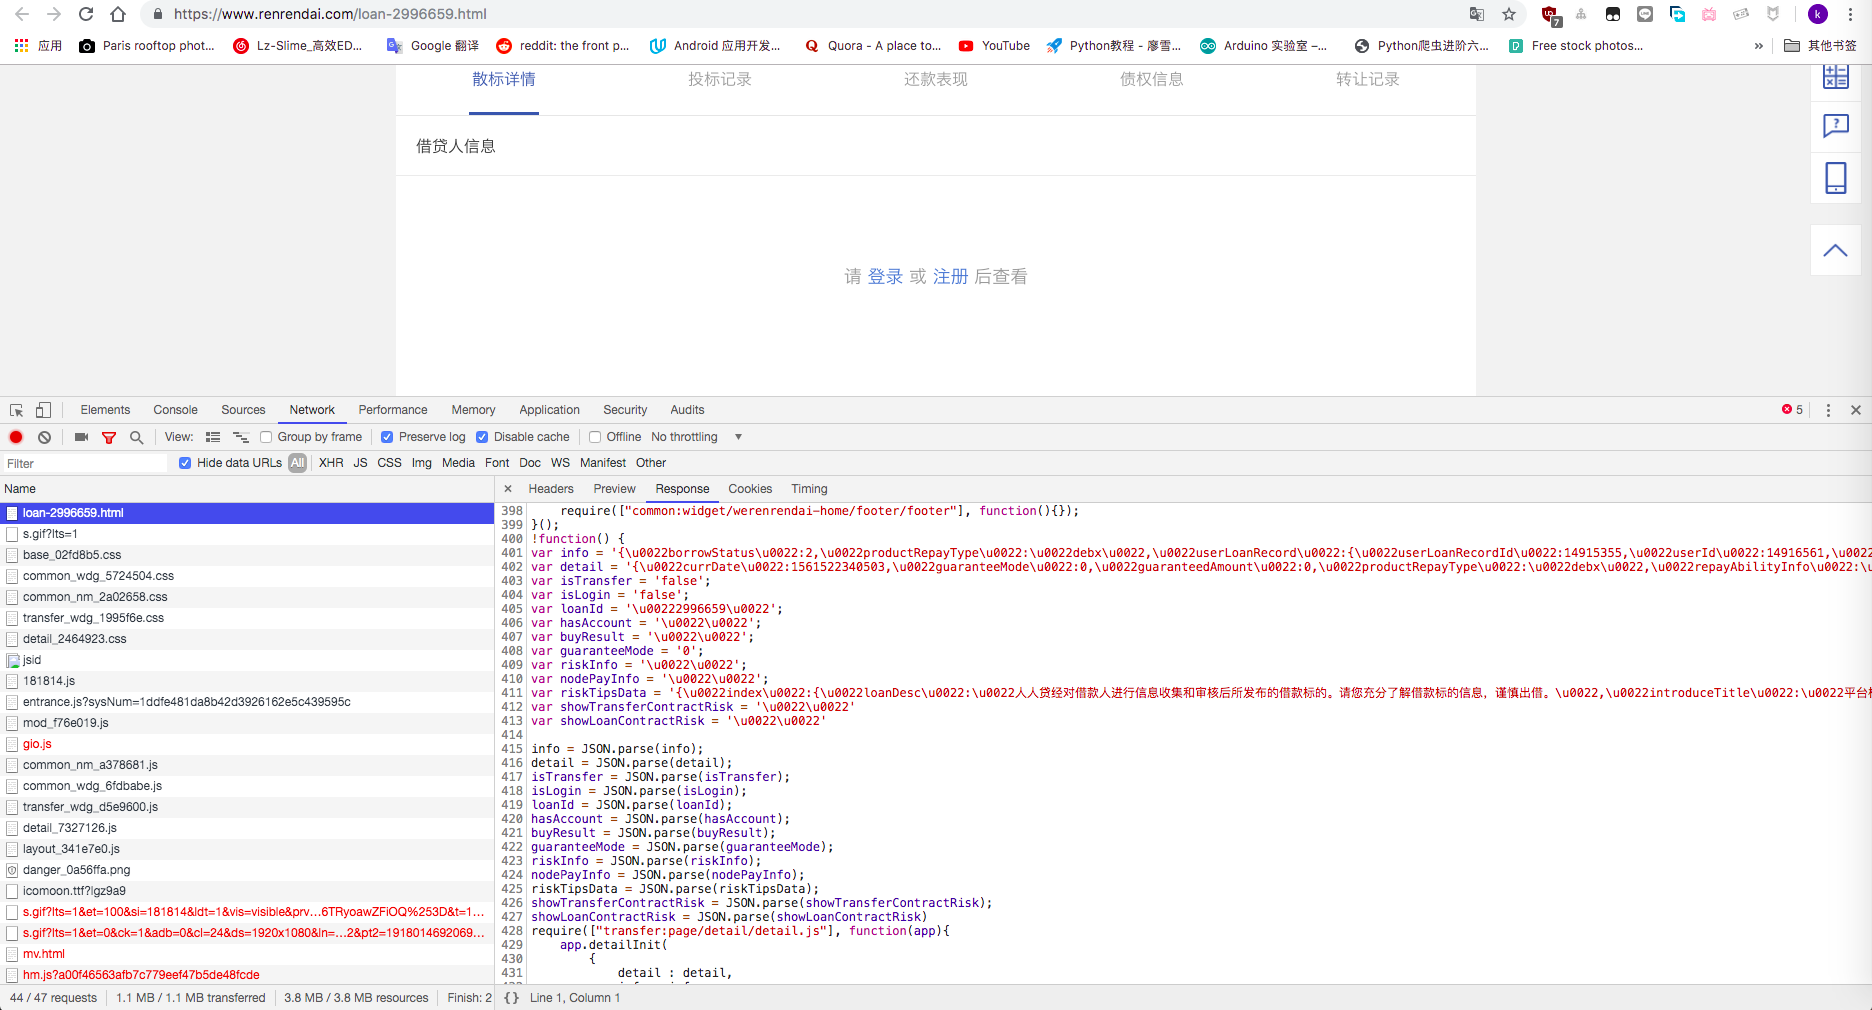 https://www.renrendai.com/loan-2996659.html
7
k
应用
Paris rooftop phot...
Lz-Slime_高效ED...
Google 翻译
reddit: the front p...
Android 应用开发...
Quora - A place to...
YouTube
Python教程 - 廖雪...
Arduino 实验室 –...
Python爬虫进阶六...
Free stock photos...
»
其他书签
散标详情
投标记录
还款表现
债权信息
转让记录
借贷人信息
请 登录 或 注册 后查看
Elements
Console
Sources
Network
Performance
Memory
Application
Security
Audits
5
View:
Group by frame
Preserve log
Disable cache
Offline
No throttling
Filter
Hide data URLs
All
XHR
JS
CSS
Img
Media
Font
Doc
WS
Manifest
Other
Name
Headers
Preview
Response
Cookies
Timing
loan-2996659.html
s.gif?lts=1
base_02fd8b5.css
common_wdg_5724504.css
common_nm_2a02658.css
transfer_wdg_1995f6e.css
detail_2464923.css
jsid
181814.js
entrance.js?sysNum=1ddfe481da8b42d3926162e5c439595c
mod_f76e019.js
gio.js
common_nm_a378681.js
common_wdg_6fdbabe.js
transfer_wdg_d5e9600.js
detail_7327126.js
layout_341e7e0.js
danger_0a56ffa.png
icomoon.ttf?lgz9a9
s.gif?lts=1&et=100&si=181814&ldt=1&vis=visible&prv...6TRyoawZFiOQ%253D&t=1...
s.gif?lts=1&et=0&ck=1&adb=0&cl=24&ds=1920x1080&ln=...2&pt2=1918014692069...
mv.html
hm.js?a00f46563afb7c779eef47b5de48fcde
398 require(["common:widget/werenrendai-home/footer/footer"], function(){});
399 }();
400 !function() {
401 var info = '{\u0022borrowStatus\u0022:2,\u0022productRepayType\u0022:\u0022debx\u0022,\u0022userLoanRecord\u0022:{\u0022userLoanRecordId\u0022:14915355,\u0022userId\u0022:14916561,\u002
402 var detail = '{\u0022currDate\u0022:1561522340503,\u0022guaranteeMode\u0022:0,\u0022guaranteedAmount\u0022:0,\u0022productRepayType\u0022:\u0022debx\u0022,\u0022repayAbilityInfo\u0022:\u
403 var isTransfer = 'false';
404 var isLogin = 'false';
405 var loanId = '\u00222996659\u0022';
406 var hasAccount = '\u0022\u0022';
407 var buyResult = '\u0022\u0022';
408 var guaranteeMode = '0';
409 var riskInfo = '\u0022\u0022';
410 var nodePayInfo = '\u0022\u0022';
411 var riskTipsData = '{\u0022index\u0022:{\u0022loanDesc\u0022:\u0022人人贷经对借款人进行信息收集和审核后所发布的借款标的。请您充分了解借款标的信息，谨慎出借。\u0022,\u0022introduceTitle\u0022:\u0022平台
412 var showTransferContractRisk = '\u0022\u0022'
413 var showLoanContractRisk = '\u0022\u0022'
414
415 info = JSON.parse(info);
416 detail = JSON.parse(detail);
417 isTransfer = JSON.parse(isTransfer);
418 isLogin = JSON.parse(isLogin);
419 loanId = JSON.parse(loanId);
420 hasAccount = JSON.parse(hasAccount);
421 buyResult = JSON.parse(buyResult);
422 guaranteeMode = JSON.parse(guaranteeMode);
423 riskInfo = JSON.parse(riskInfo);
424 nodePayInfo = JSON.parse(nodePayInfo);
425 riskTipsData = JSON.parse(riskTipsData);
426 showTransferContractRisk = JSON.parse(showTransferContractRisk);
427 showLoanContractRisk = JSON.parse(showLoanContractRisk)
428 require(["transfer:page/detail/detail.js"], function(app){
429 app.detailInit(
430 {
431 detail : detail,
44 / 47 requests
1.1 MB / 1.1 MB transferred
3.8 MB / 3.8 MB resources
Finish: 2
{} Line 1, Column 1